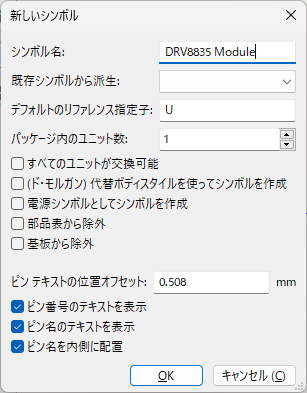 新しいシンボル
シンボル名: DRV8835 Module
既存シンボルから派生:
デフォルトのリファレンス指定子: U
パッケージ内のユニット数: 1
すべてのユニットが交換可能
(ド・モルガン) 代替ボディスタイルを使ってシンボルを作成
電源シンボルとしてシンボルを作成
部品表から除外
基板から除外
ピン テキストの位置オフセット: 0.508 mm
ピン番号のテキストを表示
ピン名のテキストを表示
ピン名を内側に配置
OK キャンセル(C)